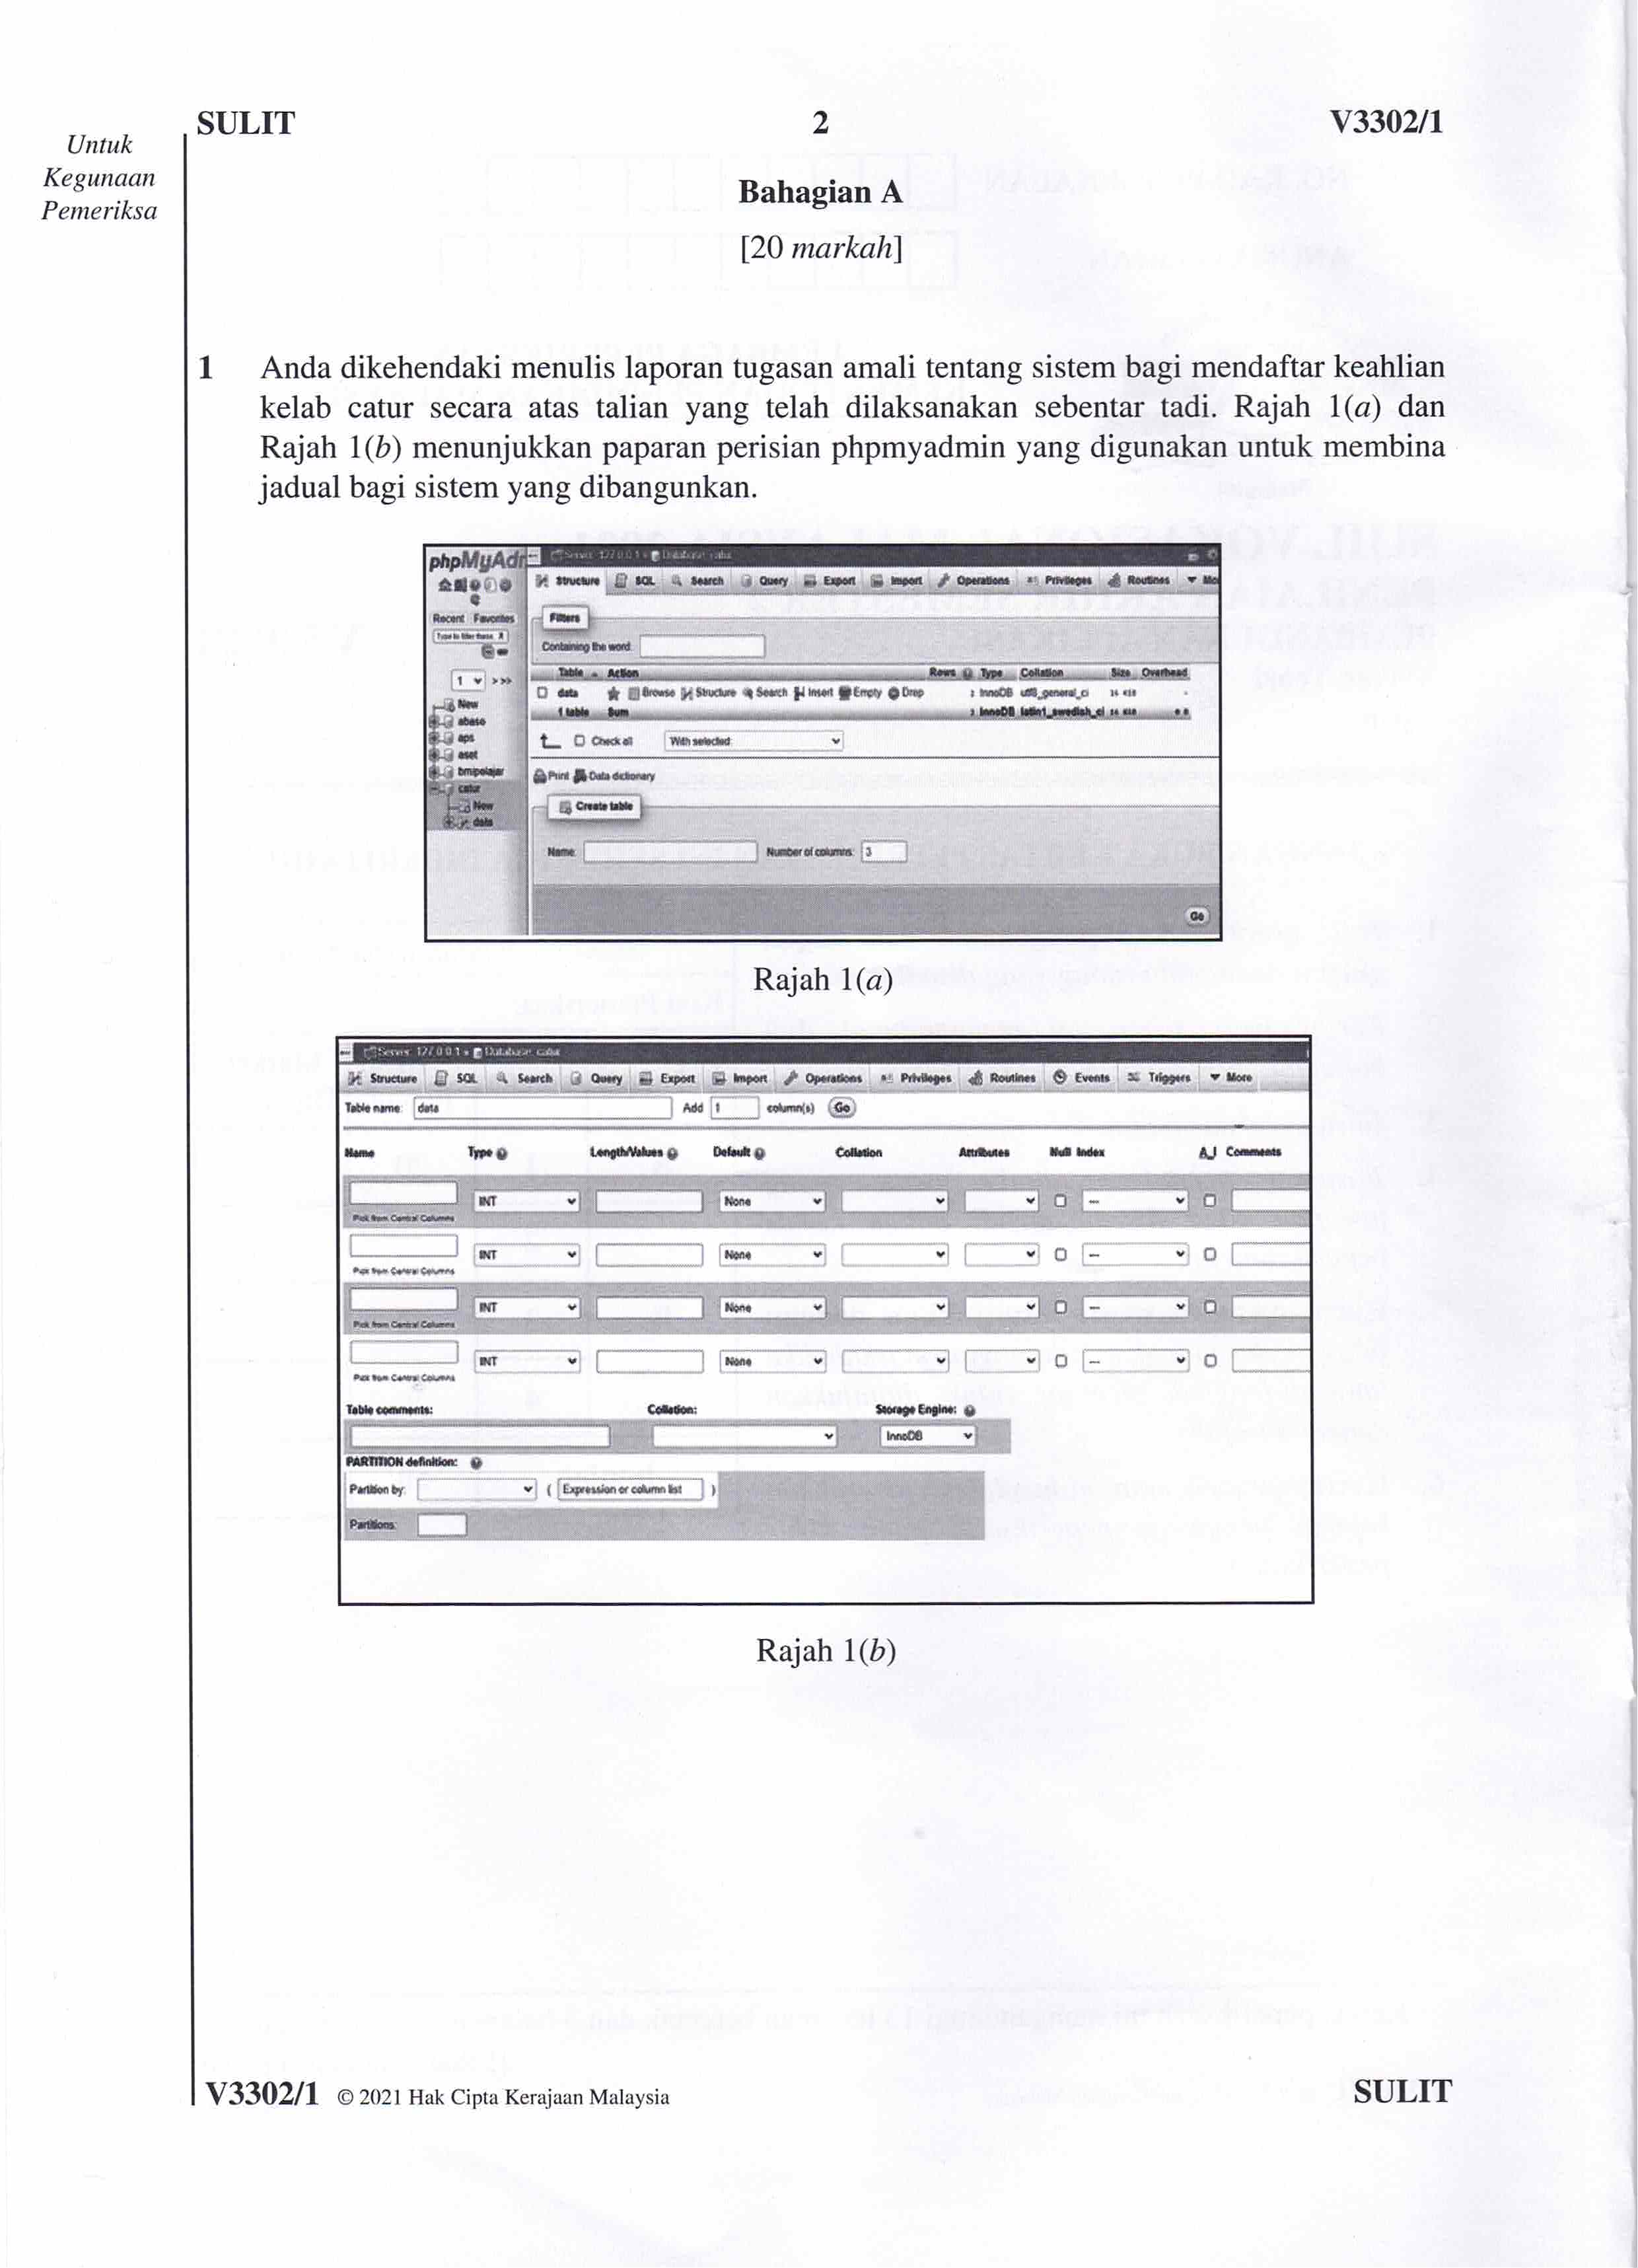 SULIT 2 V3302/1
Untuk
Kegunaan
Pemeriksa
Bahagian A
[20 markah]
1 Anda dikehendaki menulis laporan tugasan amali tentang sistem bagi mendaftar keahlian
kelab catur secara atas talian yang telah dilaksanakan sebentar tadi. Rajah 1(a) dan
Rajah 1(b) menunjukkan paparan perisian phpmyadmin yang digunakan untuk membina
jadual bagi sistem yang dibangunkan.
phpMyAdr
Server: 127.0.0.1 » Database: catur
Structure SQL Search Query Export Import Operations Privileges Routines Mo
Recent Favorites
Filters
Containing the word:
1 >>>
Table Action Rows Type Collation Size Overhead
data Browse Structure Search Insert Empty Drop 2 InnoDB utf8_general_ci 16 KiB -
1 table Sum 2 InnoDB latin1_swedish_ci 16 KiB 0 B
New
abase
aps
aset
bmipelajar
catur
New
data
Check all With selected:
Print Data dictionary
Create table
Name: Number of columns: 3
Go
Rajah 1(a)
Server: 127.0.0.1 » Database: catur
Structure SQL Search Query Export Import Operations Privileges Routines Events Triggers More
Table name: data Add 1 column(s) Go
Name Type Length/Values Default Collation Attributes Null Index A_I Comments
INT None ---
Pick from Central Columns
INT None ---
Pick from Central Columns
INT None ---
Pick from Central Columns
INT None ---
Pick from Central Columns
Table comments: Collation: Storage Engine:
InnoDB
PARTITION definition:
Partition by: ( Expression or column list )
Partitions:
Rajah 1(b)
V3302/1 © 2021 Hak Cipta Kerajaan Malaysia SULIT